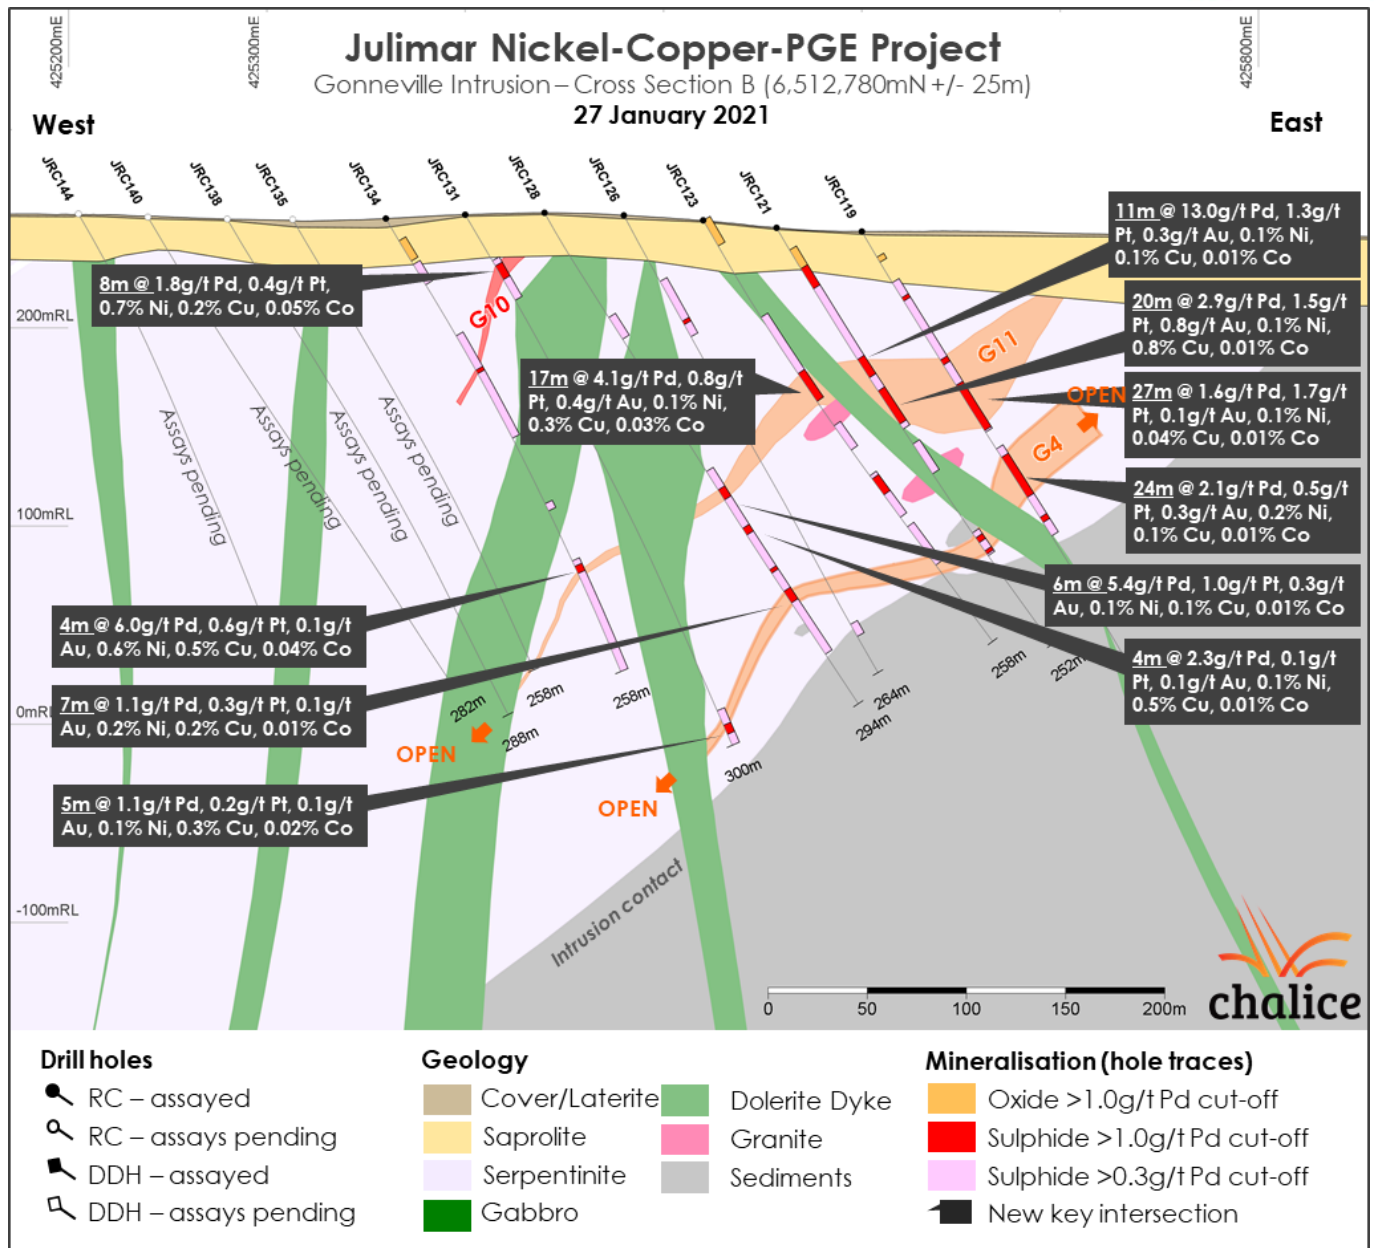 425200mE
425300mE
425800mE
Julimar Nickel-Copper-PGE Project
Gonneville Intrusion – Cross Section B (6,512,780mN +/- 25m)
27 January 2021
West
East
JRC144
JRC140
JRC138
JRC135
JRC134
JRC131
JRC128
JRC126
JRC123
JRC121
JRC119
11m @ 13.0g/t Pd, 1.3g/t
Pt, 0.3g/t Au, 0.1% Ni,
0.1% Cu, 0.01% Co
8m @ 1.8g/t Pd, 0.4g/t Pt,
0.7% Ni, 0.2% Cu, 0.05% Co
20m @ 2.9g/t Pd, 1.5g/t
Pt, 0.8g/t Au, 0.1% Ni,
0.8% Cu, 0.01% Co
200mRL
G10
G11
17m @ 4.1g/t Pd, 0.8g/t
Pt, 0.4g/t Au, 0.1% Ni,
0.3% Cu, 0.03% Co
OPEN
27m @ 1.6g/t Pd, 1.7g/t
Pt, 0.1g/t Au, 0.1% Ni,
0.04% Cu, 0.01% Co
Assays pending
Assays pending
Assays pending
Assays pending
G4
24m @ 2.1g/t Pd, 0.5g/t
Pt, 0.3g/t Au, 0.2% Ni,
0.1% Cu, 0.01% Co
100mRL
6m @ 5.4g/t Pd, 1.0g/t Pt, 0.3g/t
Au, 0.1% Ni, 0.1% Cu, 0.01% Co
4m @ 6.0g/t Pd, 0.6g/t Pt, 0.1g/t
Au, 0.6% Ni, 0.5% Cu, 0.04% Co
4m @ 2.3g/t Pd, 0.1g/t
Pt, 0.1g/t Au, 0.1% Ni,
0.5% Cu, 0.01% Co
258m
252m
264m
294m
282m
258m
258m
288m
300m
0mRL
7m @ 1.1g/t Pd, 0.3g/t Pt, 0.1g/t
Au, 0.2% Ni, 0.2% Cu, 0.01% Co
OPEN
OPEN
5m @ 1.1g/t Pd, 0.2g/t Pt, 0.1g/t
Au, 0.1% Ni, 0.3% Cu, 0.02% Co
-100mRL
Intrusion contact
0 50 100 150 200m
chalice
Drill holes
RC – assayed
RC – assays pending
DDH – assayed
DDH – assays pending
Geology
Cover/Laterite
Saprolite
Serpentinite
Gabbro
Dolerite Dyke
Granite
Sediments
Mineralisation (hole traces)
Oxide >1.0g/t Pd cut-off
Sulphide >1.0g/t Pd cut-off
Sulphide >0.3g/t Pd cut-off
New key intersection